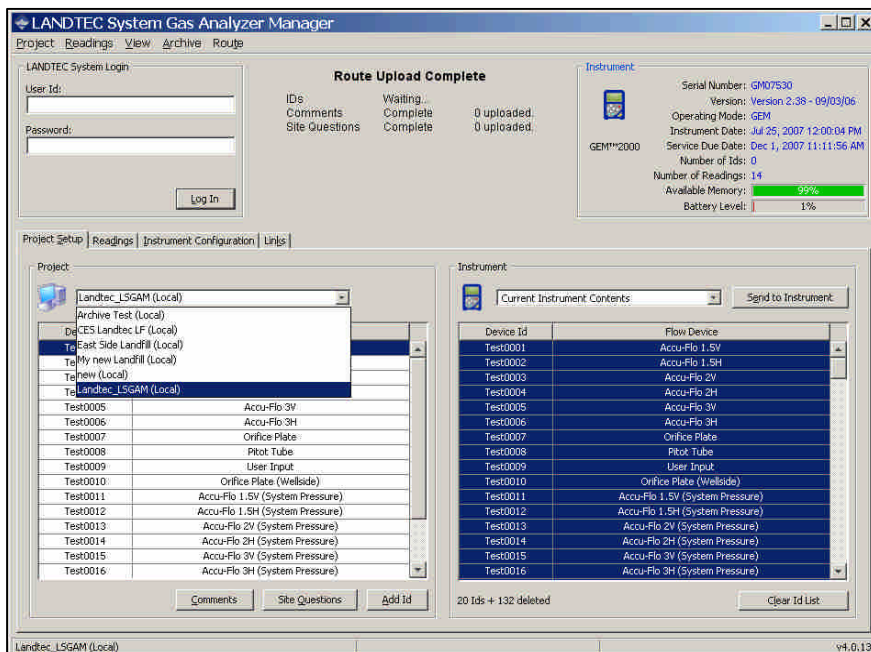 LANDTEC System Gas Analyzer Manager
Project Readings View Archive Route
LANDTEC System Login
User Id:
Password:
Log In
Route Upload Complete
IDs Waiting...
Comments Complete 0 uploaded.
Site Questions Complete 0 uploaded.
Instrument
GEM™2000
Serial Number: GM07530
Version: Version 2.38 - 09/03/06
Operating Mode: GEM
Instrument Date: Jul 25, 2007 12:00:04 PM
Service Due Date: Dec 1, 2007 11:11:56 AM
Number of Ids: 0
Number of Readings: 14
Available Memory: 99%
Battery Level: 1%
Project Setup Readings Instrument Configuration Links
Project
Landtec_LSGAM (Local)
Archive Test (Local)
CES Landtec LF (Local)
East Side Landfill (Local)
My new Landfill (Local)
new (Local)
Landtec_LSGAM (Local)
Test0005 Accu-Flo 3V
Test0006 Accu-Flo 3H
Test0007 Orifice Plate
Test0008 Pitot Tube
Test0009 User Input
Test0010 Orifice Plate (Wellside)
Test0011 Accu-Flo 1.5V (System Pressure)
Test0012 Accu-Flo 1.5H (System Pressure)
Test0013 Accu-Flo 2V (System Pressure)
Test0014 Accu-Flo 2H (System Pressure)
Test0015 Accu-Flo 3V (System Pressure)
Test0016 Accu-Flo 3H (System Pressure)
Comments Site Questions Add Id
Instrument
Current Instrument Contents Send to Instrument
Device Id Flow Device
Test0001 Accu-Flo 1.5V
Test0002 Accu-Flo 1.5H
Test0003 Accu-Flo 2V
Test0004 Accu-Flo 2H
Test0005 Accu-Flo 3V
Test0006 Accu-Flo 3H
Test0007 Orifice Plate
Test0008 Pitot Tube
Test0009 User Input
Test0010 Orifice Plate (Wellside)
Test0011 Accu-Flo 1.5V (System Pressure)
Test0012 Accu-Flo 1.5H (System Pressure)
Test0013 Accu-Flo 2V (System Pressure)
Test0014 Accu-Flo 2H (System Pressure)
Test0015 Accu-Flo 3V (System Pressure)
Test0016 Accu-Flo 3H (System Pressure)
20 Ids + 132 deleted Clear Id List
Landtec_LSGAM (Local) v4.0.13